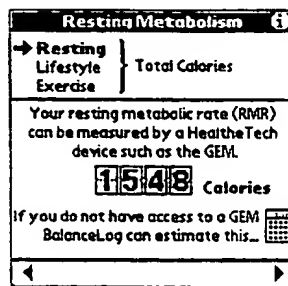 Resting Metabolism i
Resting
Lifestyle
Exercise
Total Calories
Your resting metabolic rate (RMR)
can be measured by a HealtheTech
device such as the GEM.
1548 Calories
If you do not have access to a GEM
BalanceLog can estimate this...